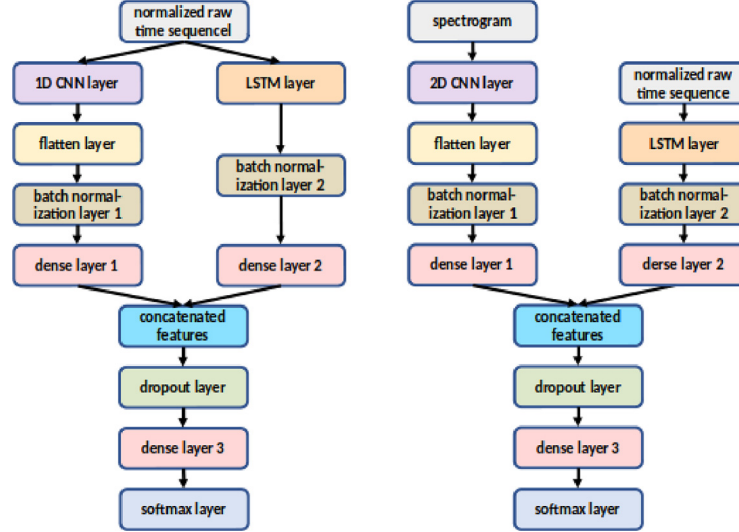 normalized raw
time sequencel
1D CNN layer
LSTM layer
flatten layer
batch normal-
ization layer 2
batch normal-
ization layer 1
dense layer 1
dense layer 2
concatenated
features
dropout layer
dense layer 3
softmax layer
spectrogram
2D CNN layer
normalized raw
time sequence
flatten layer
LSTM layer
batch normal-
ization layer 1
batch normal-
ization layer 2
dense layer 1
dense layer 2
concatenated
features
dropout layer
dense layer 3
softmax layer